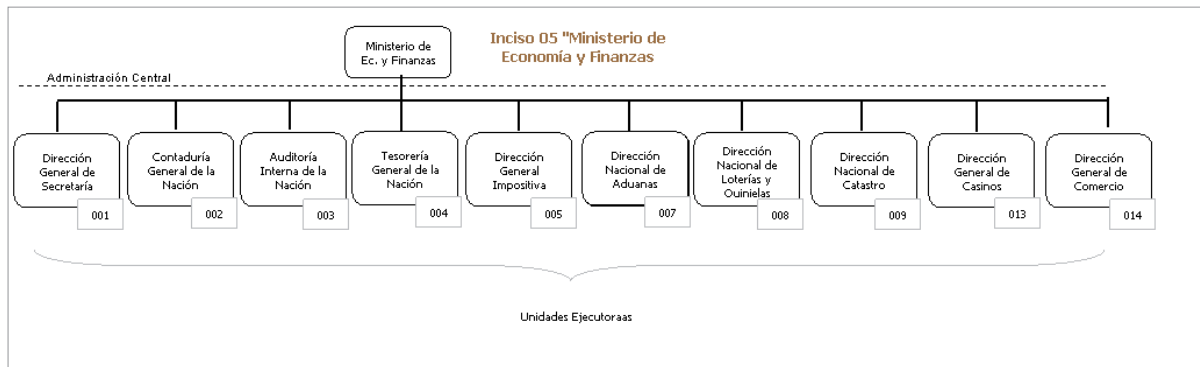 Ministerio de
Ec. y Finanzas
Inciso 05 "Ministerio de
Economía y Finanzas
Administración Central
Dirección
General de
Secretaría
001
Contaduría
General de la
Nación
002
Auditoría
Interna de la
Nación
003
Tesorería
General de la
Nación
004
Dirección
General
Impositiva
005
Dirección
Nacional de
Aduanas
007
Dirección
Nacional de
Loterías y
Ouinielas
008
Dirección
Nacional de
Catastro
009
Dirección
General de
Casinos
013
Dirección
General de
Comercio
014
Unidades Ejecutoraas